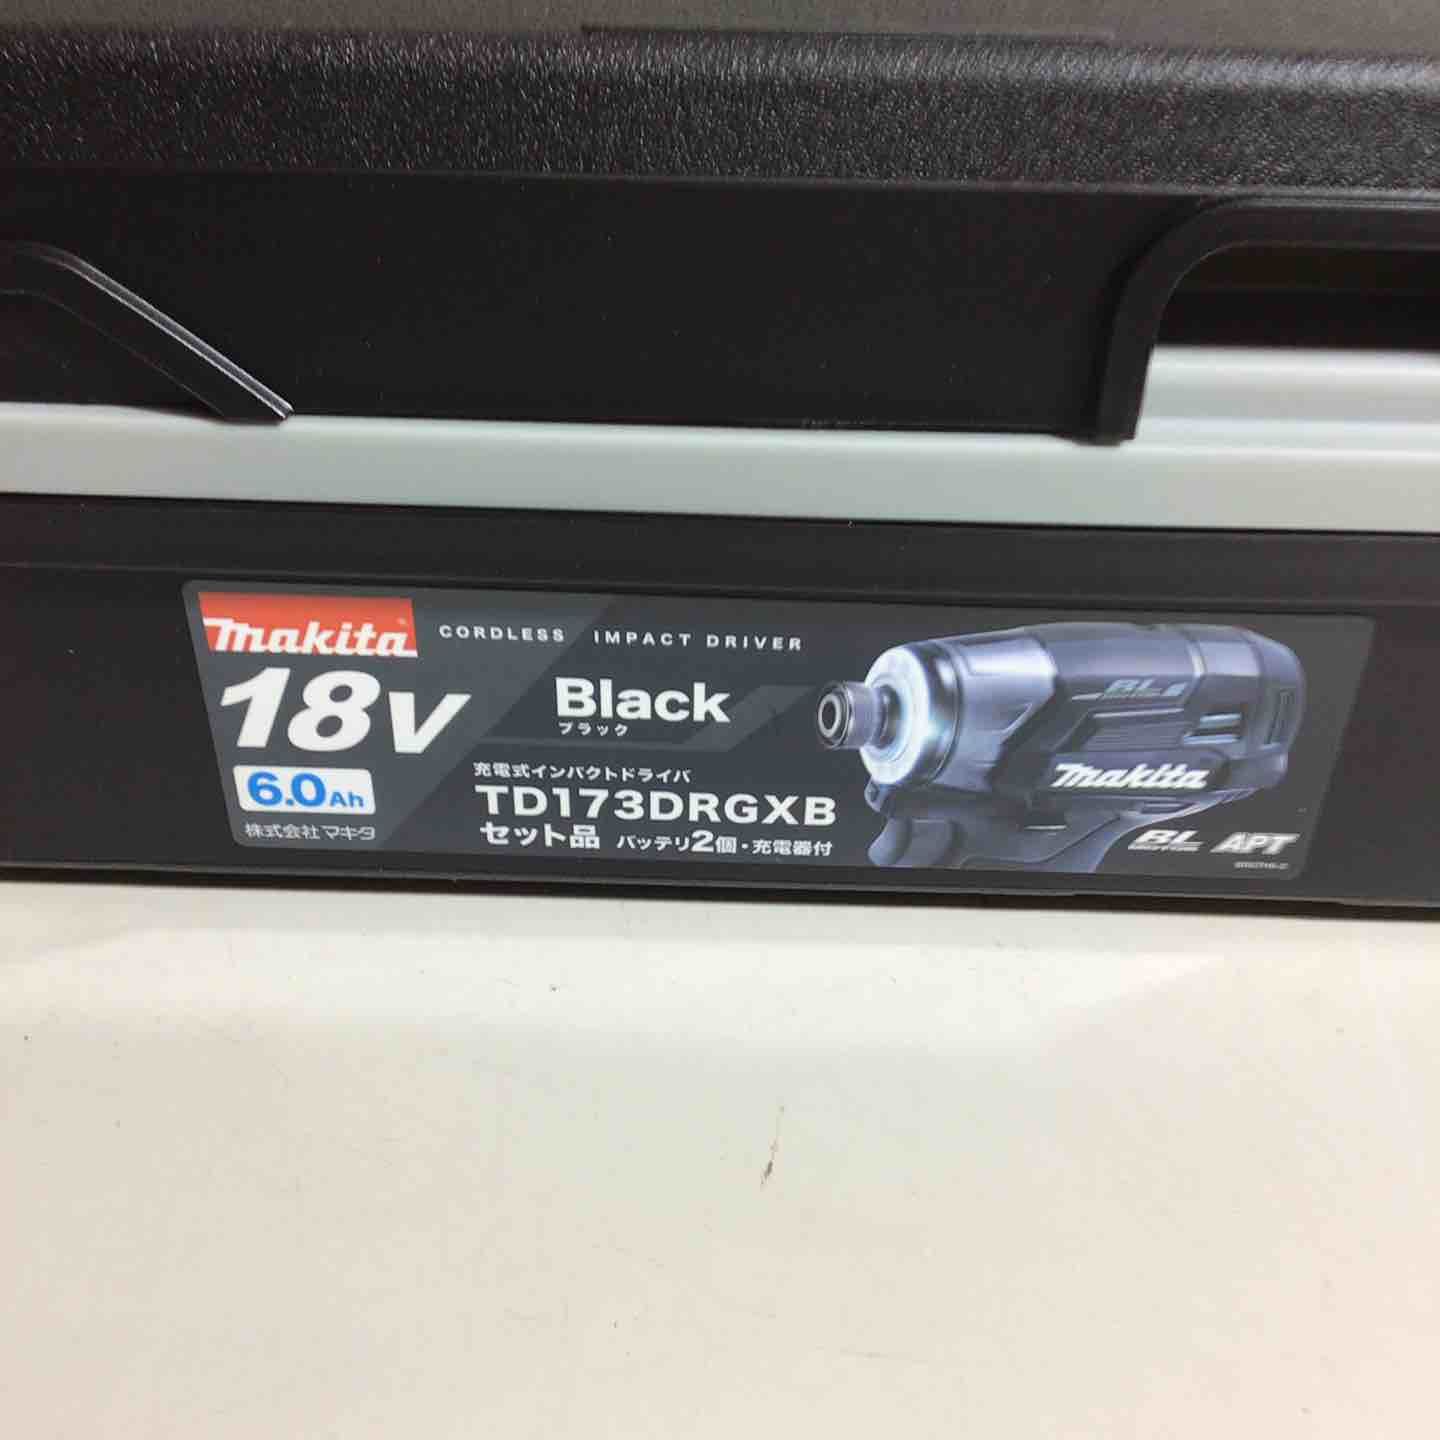 makita
CORDLESS IMPACT DRIVER
18V
Black
ブラック
6.0Ah
充電式インパクトドライバ
TD173DRGXB
株式会社マキタ
セット品 バッテリ2個・充電器付
BL
makita
BL
MOTOR
APT